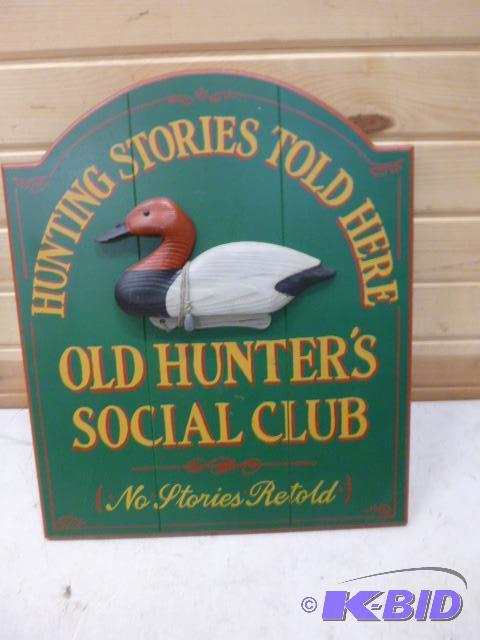 HUNTING STORIES TOLD HERE
OLD HUNTER'S
SOCIAL CLUB
(No Stories Retold)
© K-BID